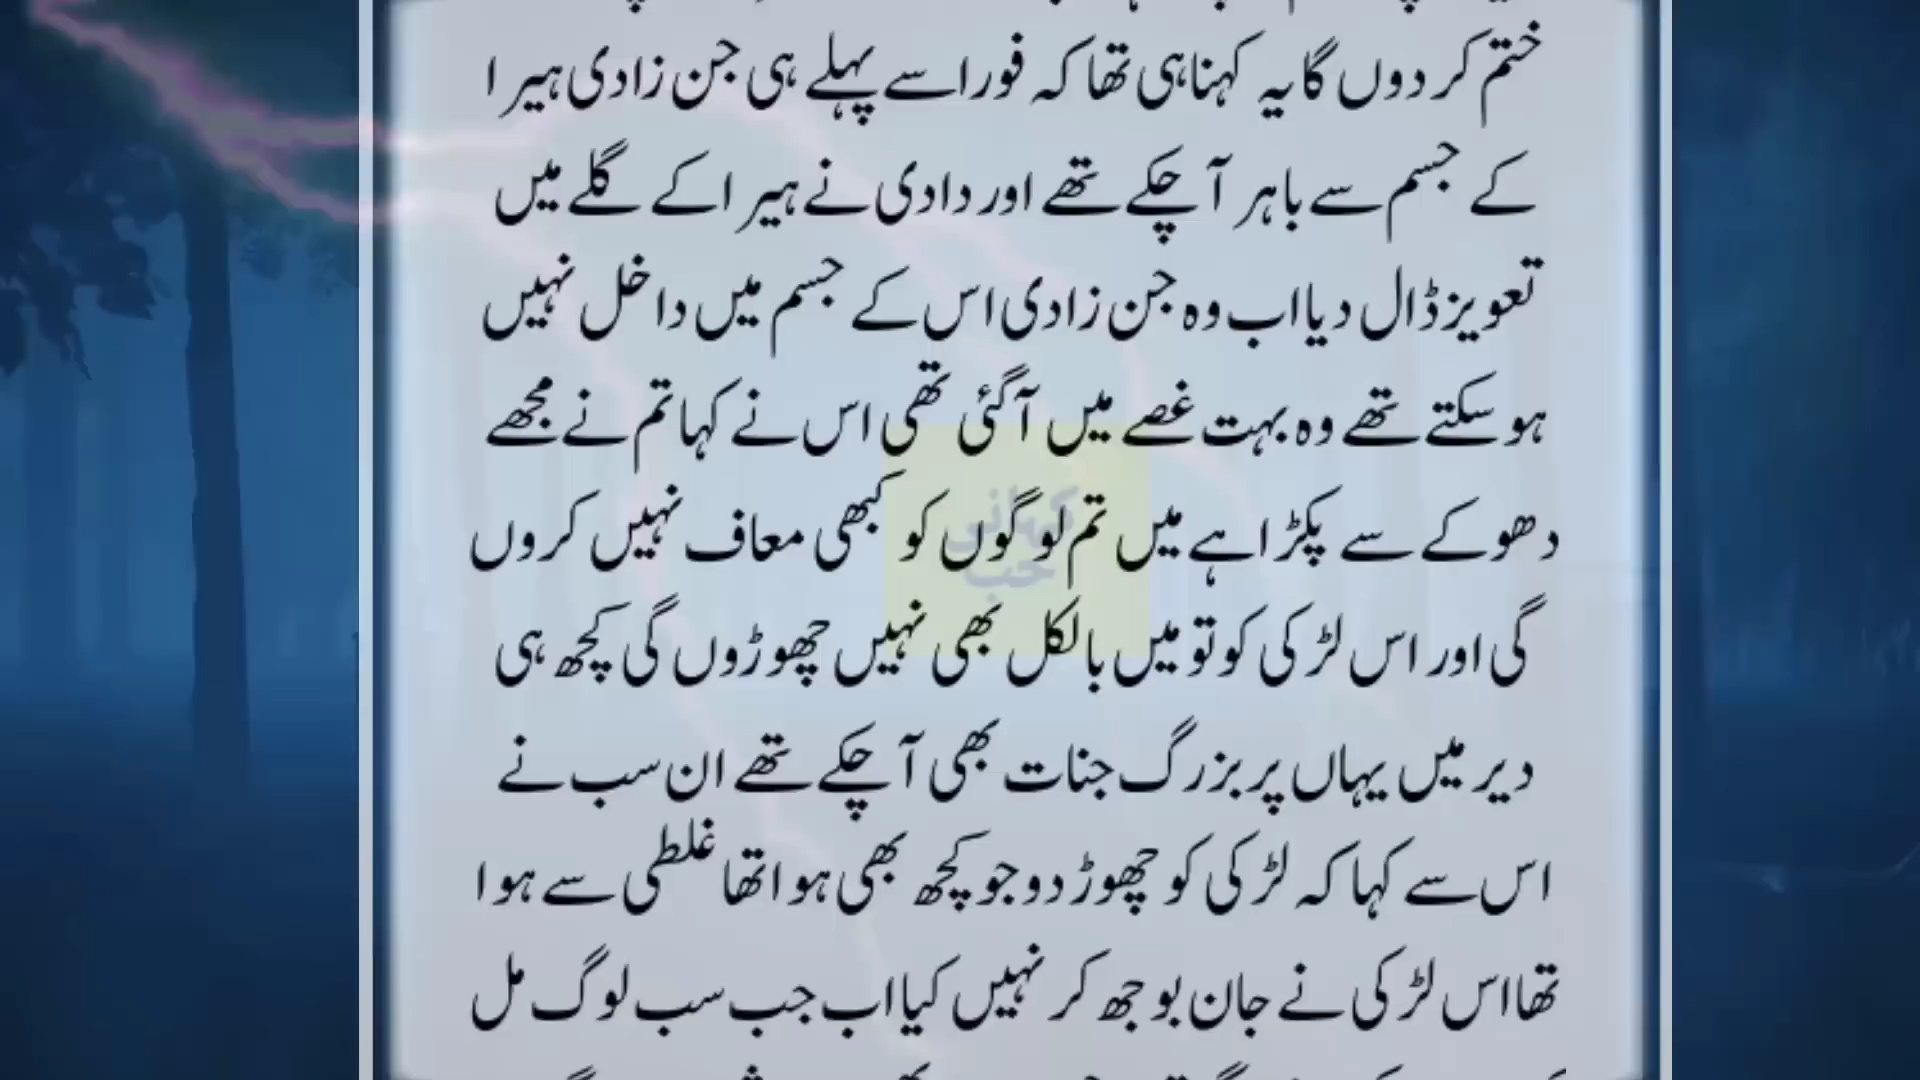 ختم کر دوں گا یہ کہنا ہی تھا کہ فورا سے پہلے ہی جن زادی ہیرا
کے جسم سے باہر آ چکے تھے اور دادی نے ہیرا کے گلے میں
تعویز ڈال دیا اب وہ جن زادی اس کے جسم میں داخل نہیں
ہو سکتے تھے وہ بہت غصے میں آگئی تھی اس نے کہا تم نے مجھے
دھوکے سے پکڑا ہے میں تم لوگوں کو کبھی معاف نہیں کروں
گی اور اس لڑکی کو تو میں بالکل بھی نہیں چھوڑوں گی کچھ ہی
دیر میں یہاں پر بزرگ جنات بھی آ چکے تھے ان سب نے
اس سے کہا کہ لڑکی کو چھوڑ دو جو کچھ بھی ہوا تھا غلطی سے ہوا
تھا اس لڑکی نے جان بوجھ کر نہیں کیا اب جب سب لوگ مل
کہانی
حب